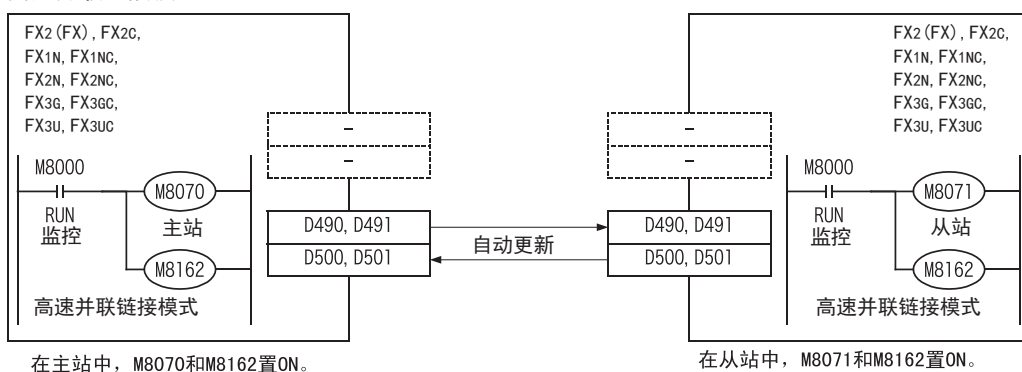 FX2(FX), FX2C,
FX1N, FX1NC,
FX2N, FX2NC,
FX3G, FX3GC,
FX3U, FX3UC
M8000
RUN
监控
M8070
主站
M8162
高速并联链接模式
-
-
D490, D491
D500, D501
自动更新
-
-
D490, D491
D500, D501
FX2(FX), FX2C,
FX1N, FX1NC,
FX2N, FX2NC,
FX3G, FX3GC,
FX3U, FX3UC
M8000
RUN
监控
M8071
从站
M8162
高速并联链接模式
在主站中，M8070和M8162置ON。
在从站中，M8071和M8162置ON。